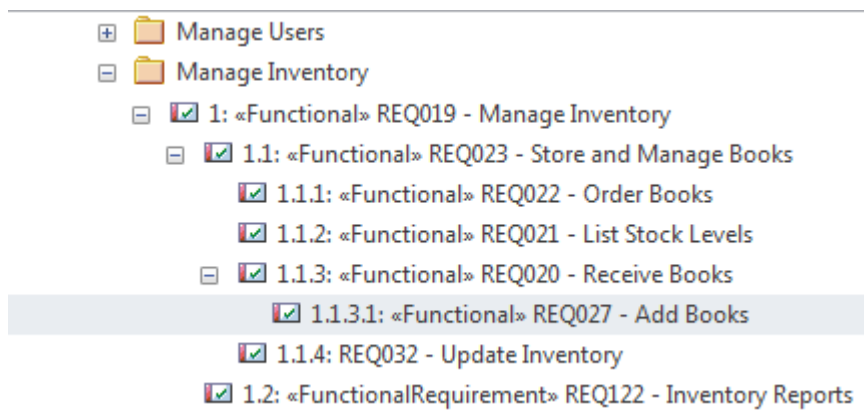 Manage Users
Manage Inventory
1: «Functional» REQ019 - Manage Inventory
1.1: «Functional» REQ023 - Store and Manage Books
1.1.1: «Functional» REQ022 - Order Books
1.1.2: «Functional» REQ021 - List Stock Levels
1.1.3: «Functional» REQ020 - Receive Books
1.1.3.1: «Functional» REQ027 - Add Books
1.1.4: REQ032 - Update Inventory
1.2: «FunctionalRequirement» REQ122 - Inventory Reports